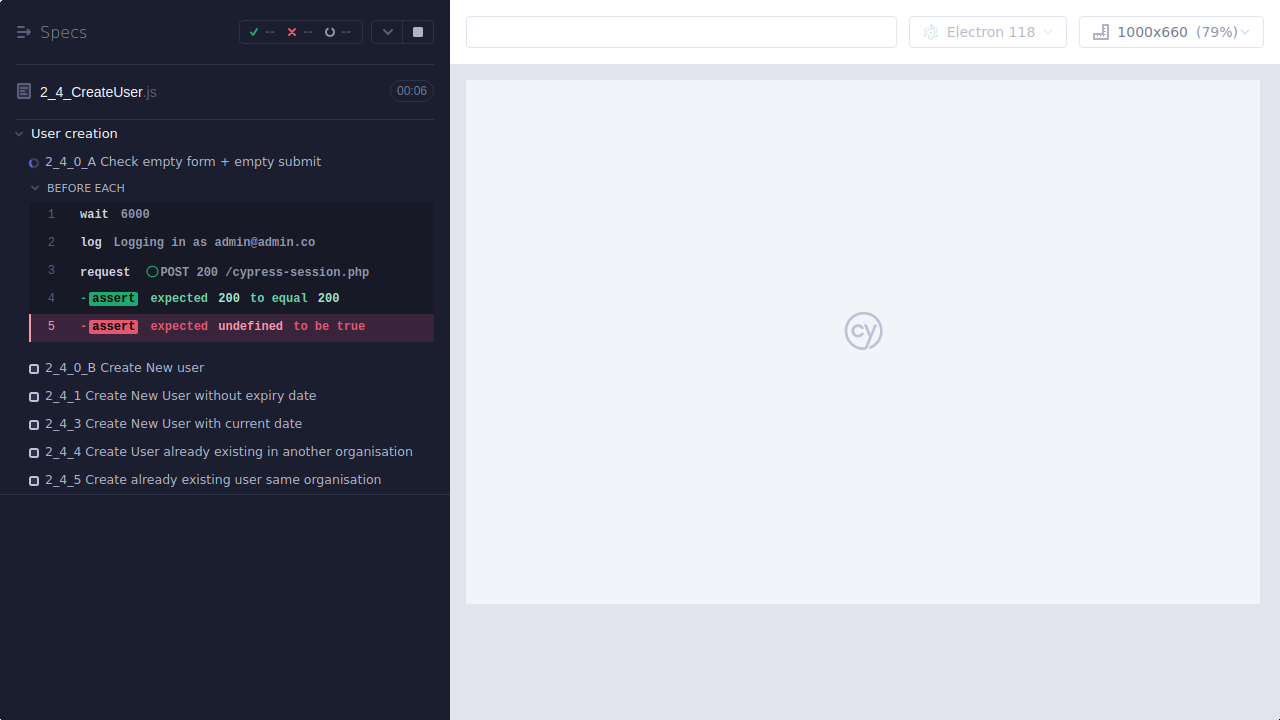 Specs
-- -- --
2_4_CreateUser.js
00:06
User creation
2_4_0_A Check empty form + empty submit
BEFORE EACH
1 wait 6000
2 log Logging in as admin@admin.co
3 request POST 200 /cypress-session.php
4 -assert expected 200 to equal 200
5 -assert expected undefined to be true
2_4_0_B Create New user
2_4_1 Create New User without expiry date
2_4_3 Create New User with current date
2_4_4 Create User already existing in another organisation
2_4_5 Create already existing user same organisation
Electron 118
1000x660 (79%)
cy